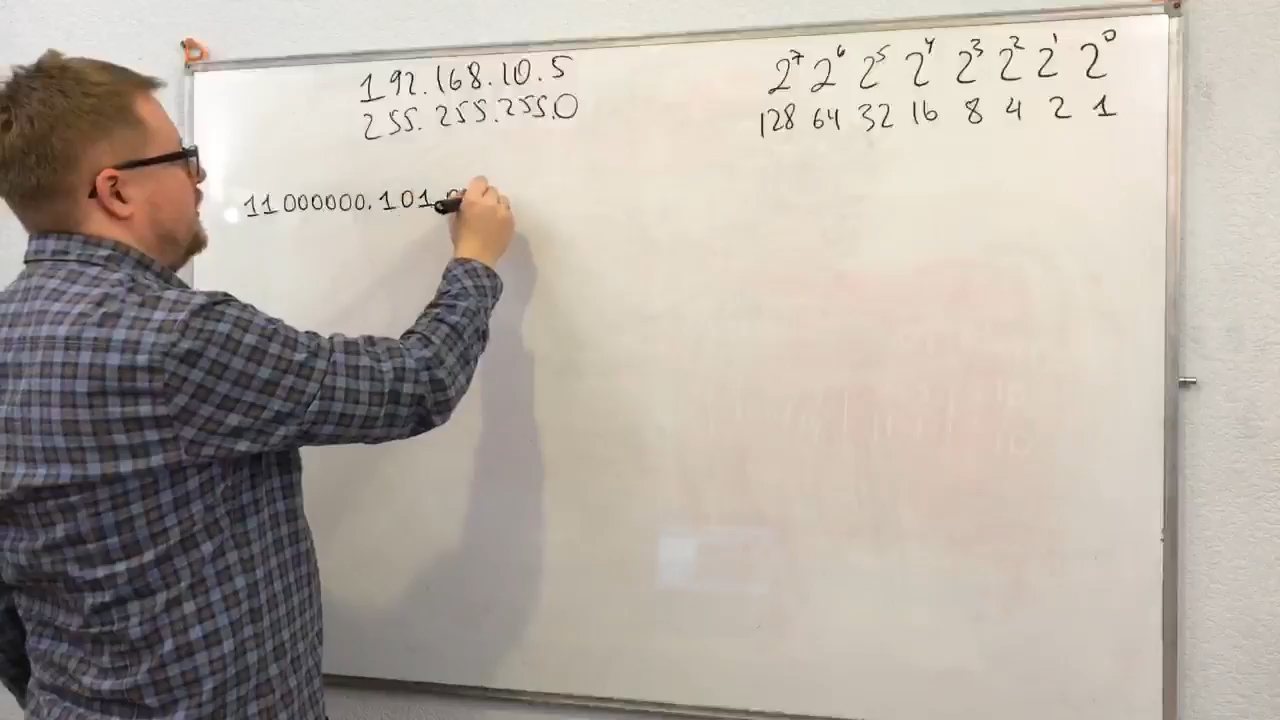 192.168.10.5
255.255.255.0
2⁷ 2⁶ 2⁵ 2⁴ 2³ 2² 2¹ 2⁰
128 64 32 16 8 4 2 1
11000000.101